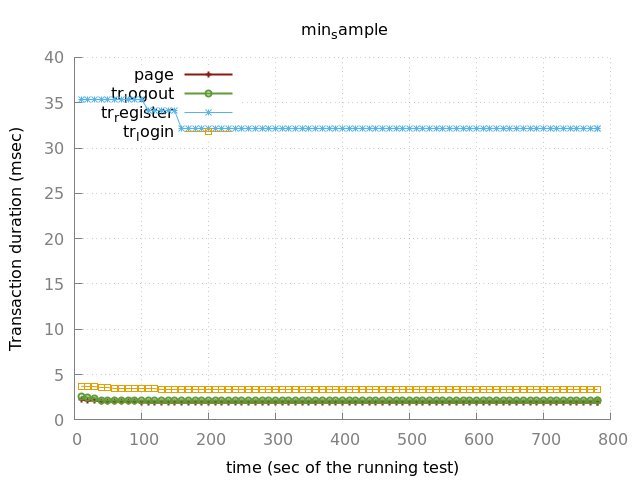 min_sample
page
tr_logout
tr_register
tr_login
40
35
30
25
20
15
10
5
0
0 100 200 300 400 500 600 700 800
Transaction duration (msec)
time (sec of the running test)